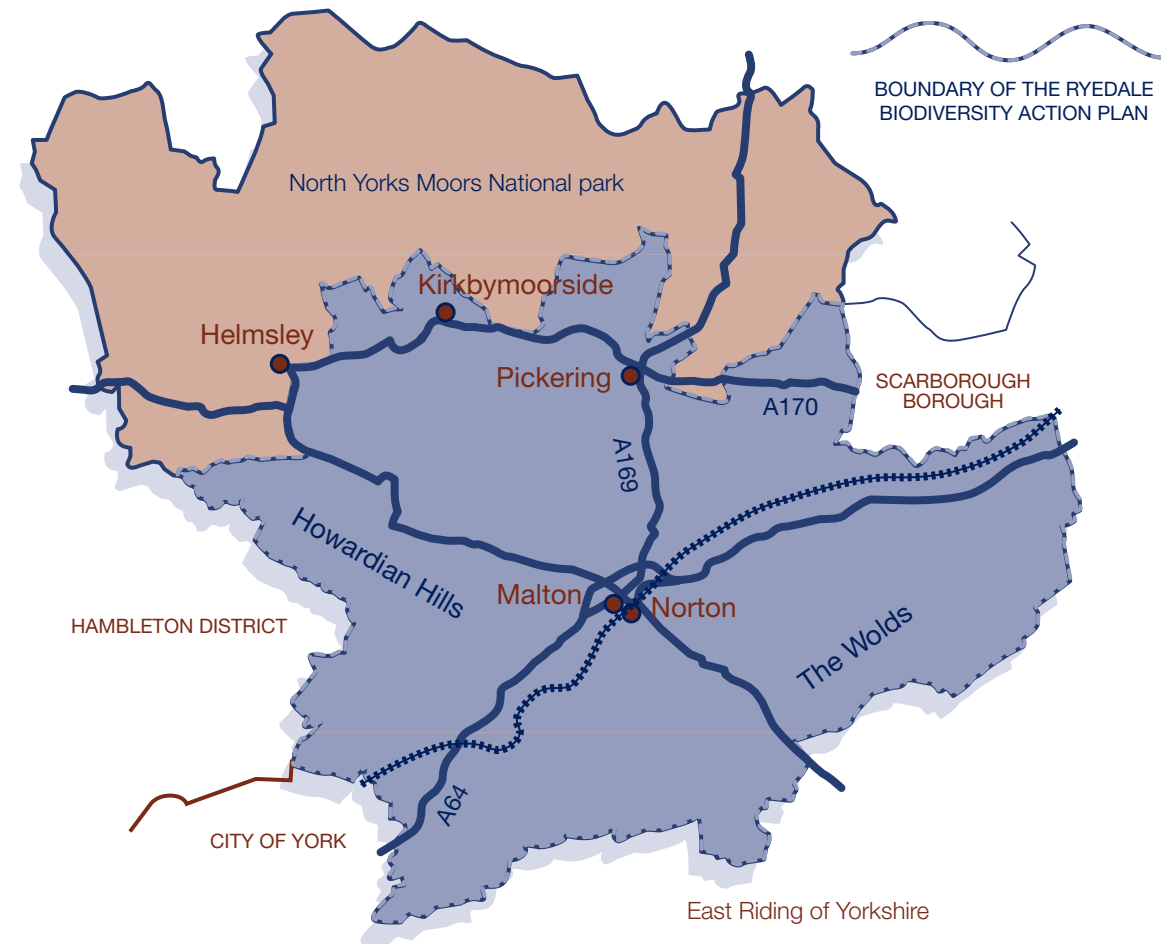 BOUNDARY OF THE RYEDALE
BIODIVERSITY ACTION PLAN
North Yorks Moors National park
Kirkbymoorside
Helmsley
Pickering
SCARBOROUGH
BOROUGH
A170
A169
Howardian Hills
Malton
Norton
HAMBLETON DISTRICT
The Wolds
A64
CITY OF YORK
East Riding of Yorkshire